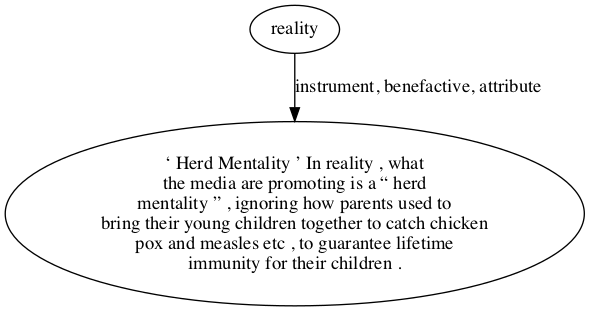 reality
instrument, benefactive, attribute
‘ Herd Mentality ’ In reality , what
the media are promoting is a “ herd
mentality ” , ignoring how parents used to
bring their young children together to catch chicken
pox and measles etc , to guarantee lifetime
immunity for their children .